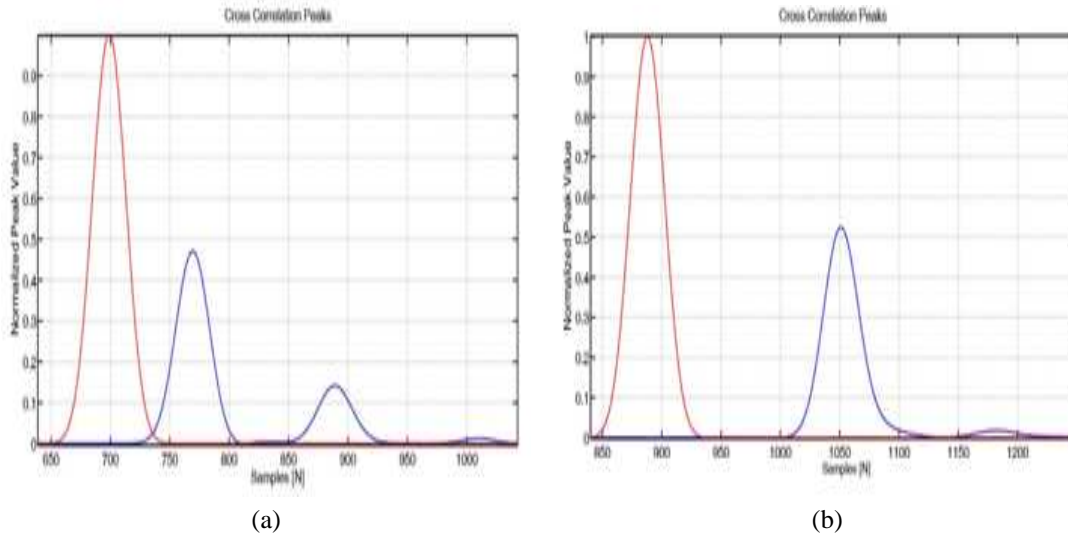 Cross Correlation Peaks
Normalized Peak Value
0.9
0.8
0.7
0.6
0.5
0.4
0.3
0.2
0.1
0
650 700 750 800 850 900 950 1000
Samples [N]
(a)
Cross Correlation Peaks
Normalized Peak Value
1
0.9
0.8
0.7
0.6
0.5
0.4
0.3
0.2
0.1
0
850 900 950 1000 1050 1100 1150 1200
Samples [N]
(b)